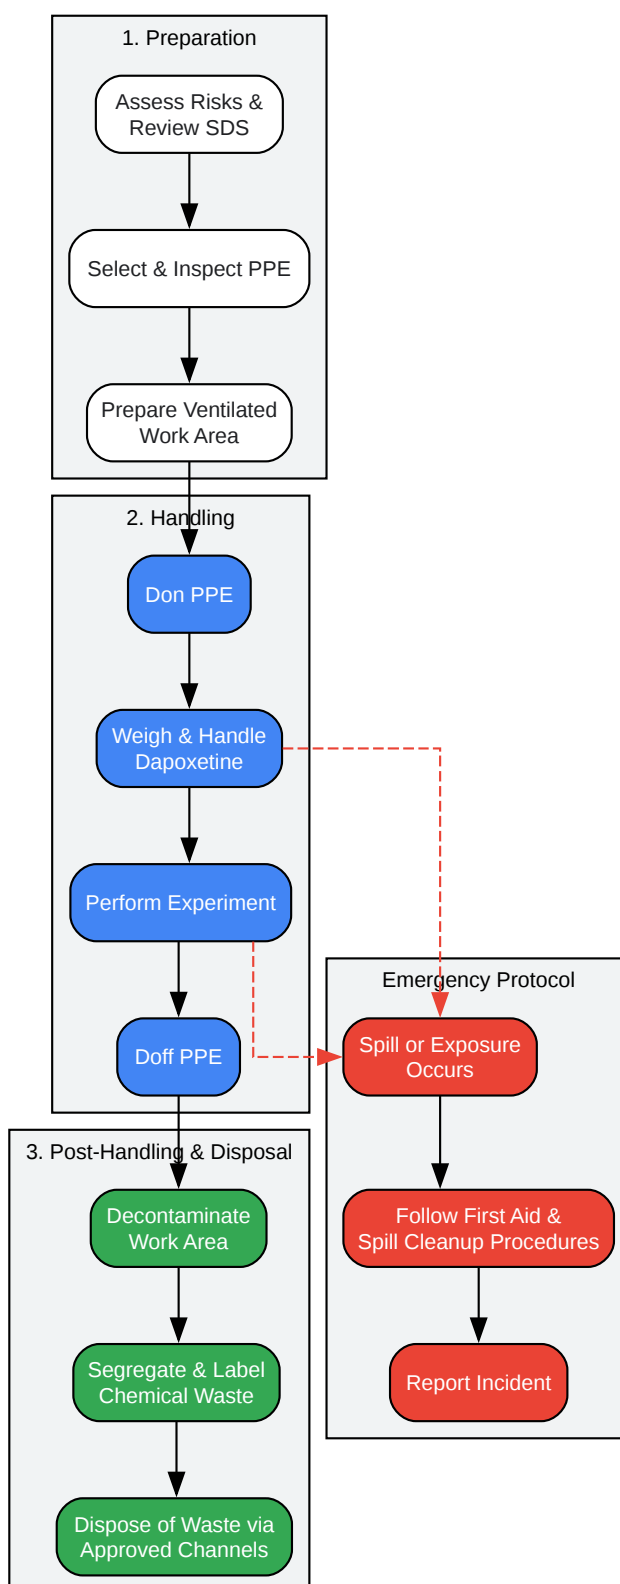 1. Preparation
Assess Risks &
Review SDS
Select & Inspect PPE
Prepare Ventilated
Work Area
2. Handling
Don PPE
Weigh & Handle
Dapoxetine
Perform Experiment
Doff PPE
Emergency Protocol
Spill or Exposure
Occurs
Follow First Aid &
Spill Cleanup Procedures
Report Incident
3. Post-Handling & Disposal
Decontaminate
Work Area
Segregate & Label
Chemical Waste
Dispose of Waste via
Approved Channels